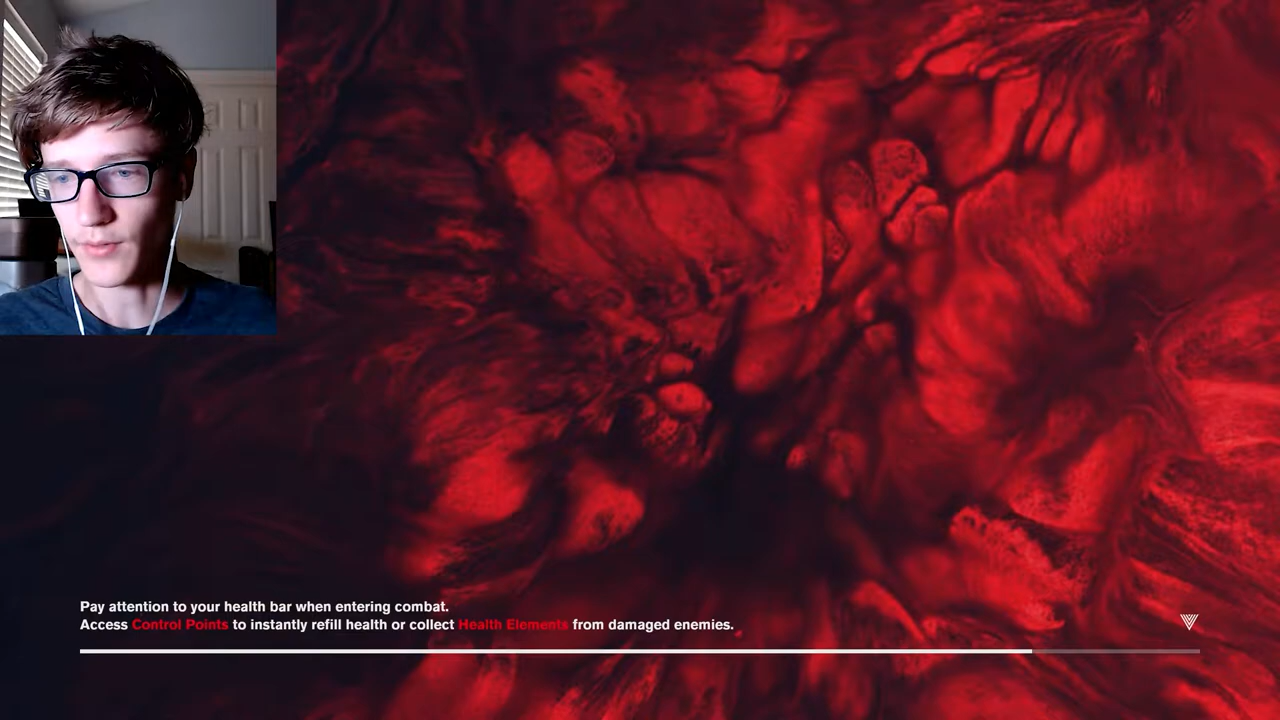 Pay attention to your health bar when entering combat.
Access Control Points to instantly refill health or collect Health Elements from damaged enemies.